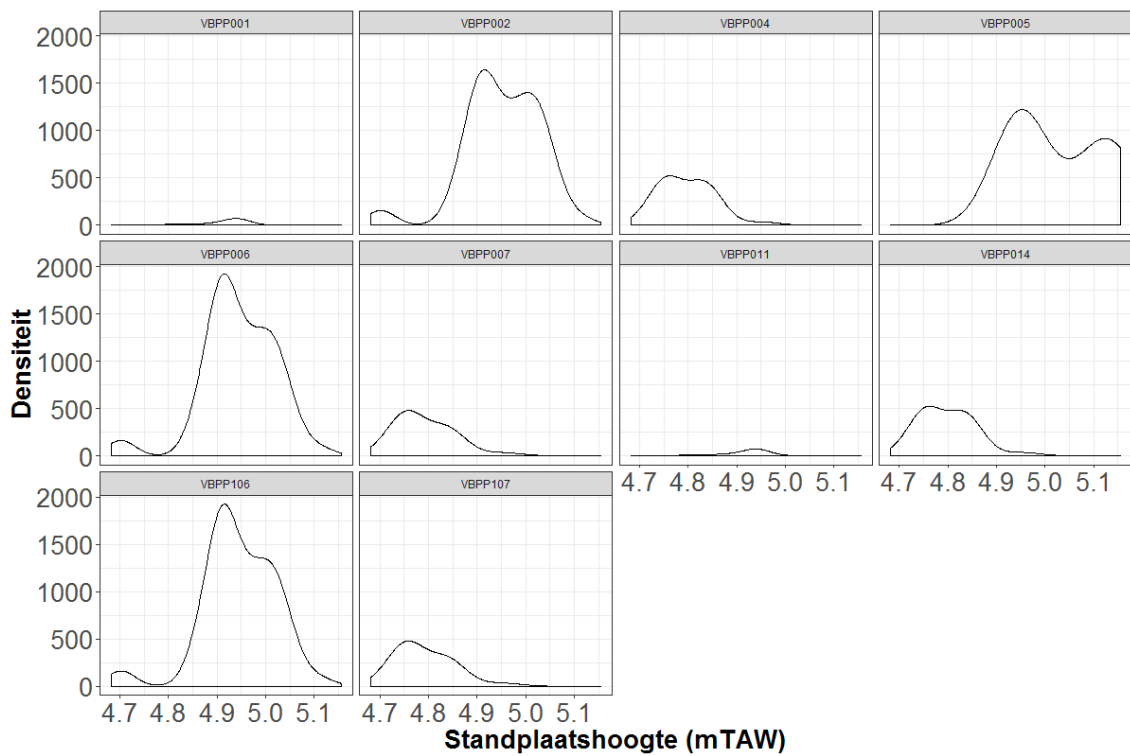 VBPP001 VBPP002 VBPP004 VBPP005
2000
1500
1000
500
0
VBPP006 VBPP007 VBPP011 VBPP014
2000
1500
1000
500
0
4.7 4.8 4.9 5.0 5.1 4.7 4.8 4.9 5.0 5.1
VBPP106 VBPP107
2000
1500
1000
500
0
4.7 4.8 4.9 5.0 5.1 4.7 4.8 4.9 5.0 5.1
Densiteit
Standplaatshoogte (mTAW)